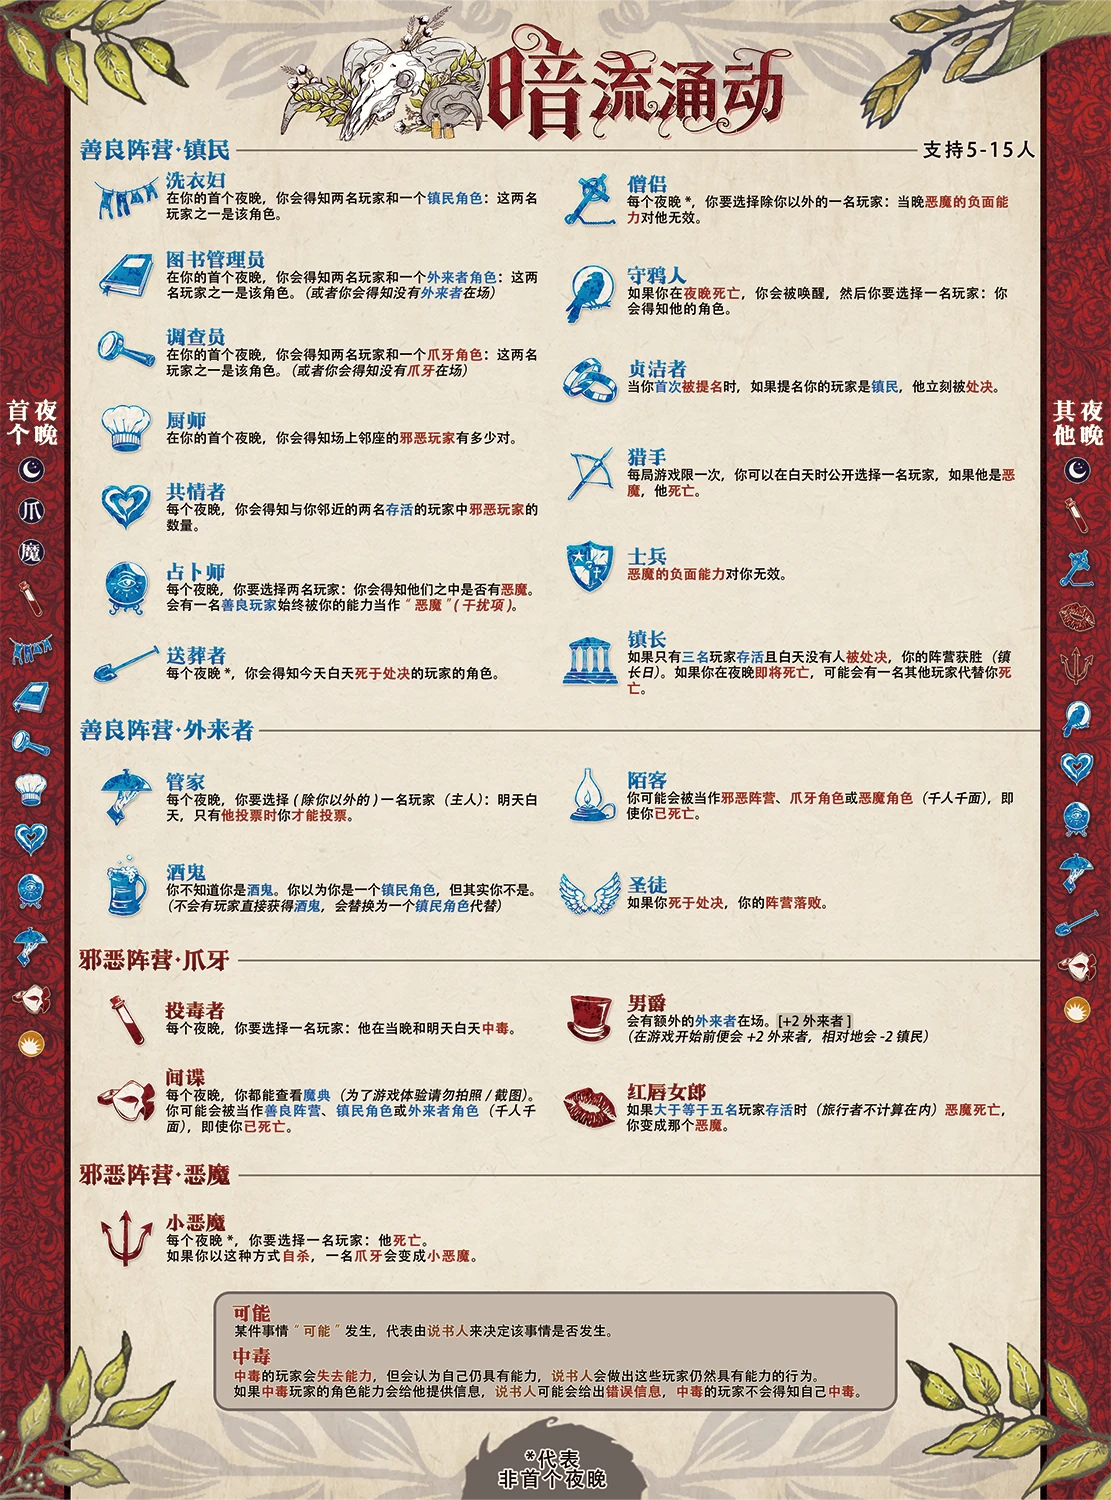 暗流涌动
善良阵营·镇民
支持5-15人
洗衣妇
在你的首个夜晚，你会得知两名玩家和一个镇民角色：这两名
玩家之一是该角色。
图书管理员
在你的首个夜晚，你会得知两名玩家和一个外来者角色：这两
名玩家之一是该角色。（或者你会得知没有外来者在场）
调查员
在你的首个夜晚，你会得知两名玩家和一个爪牙角色：这两名
玩家之一是该角色。（或者你会得知没有爪牙在场）
厨师
在你的首个夜晚，你会得知场上邻座的邪恶玩家有多少对。
共情者
每个夜晚，你会得知与你邻近的两名存活的玩家中邪恶玩家的
数量。
占卜师
每个夜晚，你要选择两名玩家：你会得知他们之中是否有恶魔。
会有一名善良玩家始终被你的能力当作“恶魔”(干扰项)。
送葬者
每个夜晚*，你会得知今天白天死于处决的玩家的角色。
僧侣
每个夜晚*，你要选择除你以外的一名玩家：当晚恶魔的负面能
力对他无效。
守鸦人
如果你在夜晚死亡，你会被唤醒，然后你要选择一名玩家：你
会得知他的角色。
贞洁者
当你首次被提名时，如果提名你的玩家是镇民，他立刻被处决。
猎手
每局游戏限一次，你可以在白天时公开选择一名玩家，如果他是恶
魔，他死亡。
士兵
恶魔的负面能力对你无效。
镇长
如果只有三名玩家存活且白天没有人被处决，你的阵营获胜（镇
长日）。如果你在夜晚即将死亡，可能会有一名其他玩家代替你死
亡。
善良阵营·外来者
管家
每个夜晚，你要选择(除你以外的)一名玩家（主人）：明天白
天，只有他投票时你才能投票。
酒鬼
你不知道你是酒鬼。你以为你是一个镇民角色，但其实你不是。
（不会有玩家直接获得酒鬼，会替换为一个镇民角色代替）
陌客
你可能会被当作邪恶阵营、爪牙角色或恶魔角色（千人千面），即
使你已死亡。
圣徒
如果你死于处决，你的阵营落败。
邪恶阵营·爪牙
投毒者
每个夜晚，你要选择一名玩家：他在当晚和明天白天中毒。
间谍
每个夜晚，你都能查看魔典（为了游戏体验请勿拍照/截图）。
你可能会被当作善良阵营、镇民角色或外来者角色（千人千
面），即使你已死亡。
男爵
会有额外的外来者在场。[+2外来者]
（在游戏开始前便会+2外来者，相对地会-2镇民）
红唇女郎
如果大于等于五名玩家存活时（旅行者不计算在内）恶魔死亡，
你变成那个恶魔。
邪恶阵营·恶魔
小恶魔
每个夜晚*，你要选择一名玩家：他死亡。
如果你以这种方式自杀，一名爪牙会变成小恶魔。
可能
某件事情“可能”发生，代表由说书人来决定该事情是否发生。
中毒
中毒的玩家会失去能力，但会认为自己仍具有能力，说书人会做出这些玩家仍然具有能力的行为。
如果中毒玩家的角色能力会给他提供信息，说书人可能会给出错误信息，中毒的玩家不会得知自己中毒。
*代表
非首个夜晚
首个夜晚
爪
魔
其他夜晚